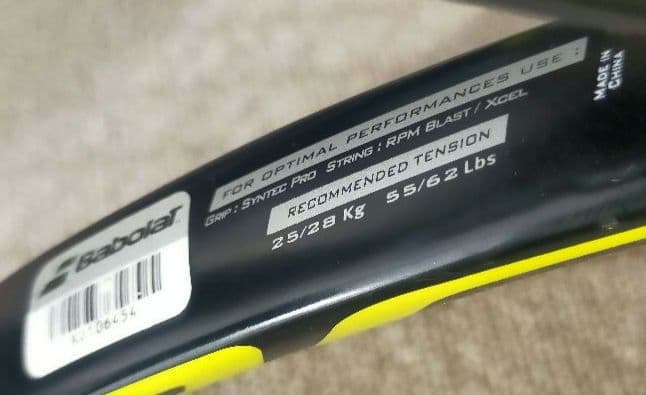 FOR OPTIMAL PERFORMANCES USE :
GRIP : SYNTEC PRO STRING : RPM BLAST / XCEL
RECOMMENDED TENSION
25/28 Kg 55/62 Lbs
MADE IN
CHINA
BabolaT